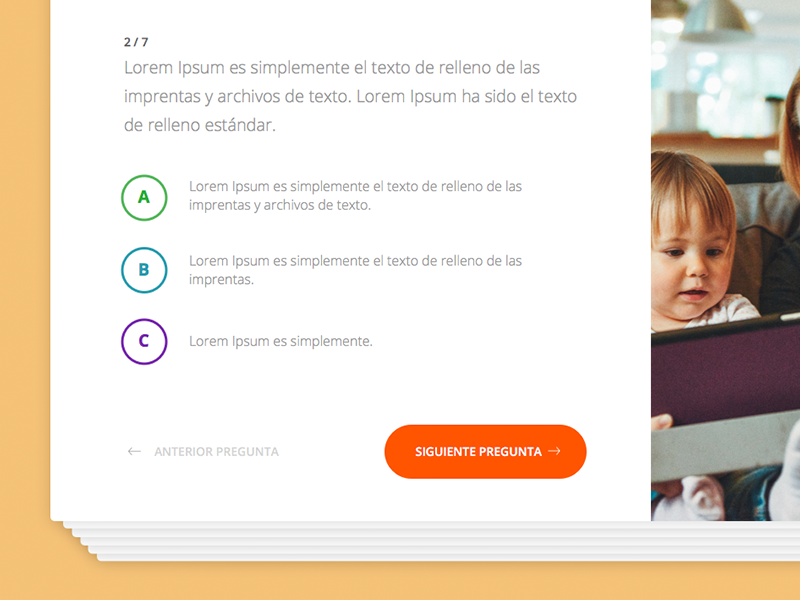 2 / 7
Lorem Ipsum es simplemente el texto de relleno de las
imprentas y archivos de texto. Lorem Ipsum ha sido el texto
de relleno estándar.
A
Lorem Ipsum es simplemente el texto de relleno de las
imprentas y archivos de texto.
B
Lorem Ipsum es simplemente el texto de relleno de las
imprentas.
C
Lorem Ipsum es simplemente.
← ANTERIOR PREGUNTA
SIGUIENTE PREGUNTA →